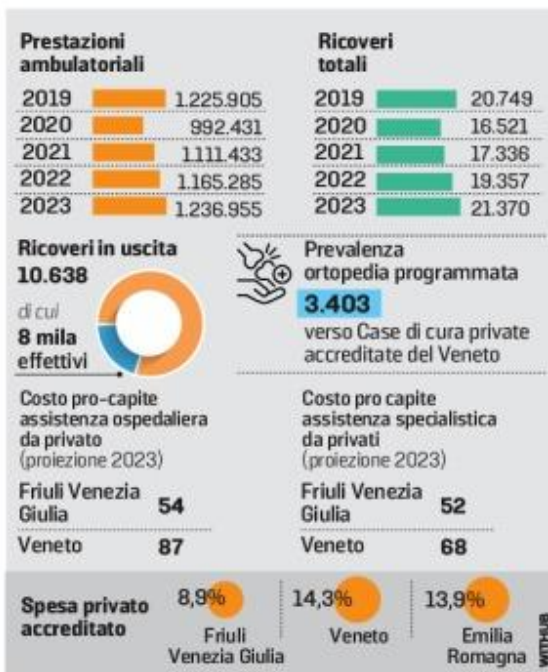 Prestazioni
ambulatoriali
2019 1.225.905
2020 992.431
2021 1.111.433
2022 1.165.285
2023 1.236.955
Ricoveri
totali
2019 20.749
2020 16.521
2021 17.336
2022 19.357
2023 21.370
Ricoveri in uscita
10.638
di cui
8 mila
effettivi
Prevalenza
ortopedia programmata
3.403
verso Case di cura private
accreditate del Veneto
Costo pro-capite
assistenza ospedaliera
da privato
(proiezione 2023)
Friuli Venezia
Giulia 54
Veneto 87
Costo pro capite
assistenza specialistica
da privati
(proiezione 2023)
Friuli Venezia
Giulia 52
Veneto 68
Spesa privato
accreditato
8,9%
Friuli
Venezia Giulia
14,3%
Veneto
13,9%
Emilia
Romagna
WITHUB